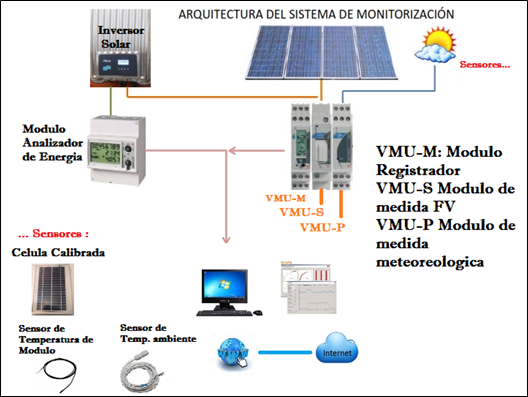 ARQUITECTURA DEL SISTEMA DE MONITORIZACIÓN
Inversor
Solar
Sensores...
Modulo
Analizador
de Energia
VMU-M
VMU-S
VMU-P
VMU-M: Modulo
Registrador
VMU-S Modulo de
medida FV
VMU-P Modulo de
medida
meteoreologica
... Sensores :
Celula Calibrada
Sensor de
Temperatura de
Modulo
Sensor de
Temp. ambiente
Internet